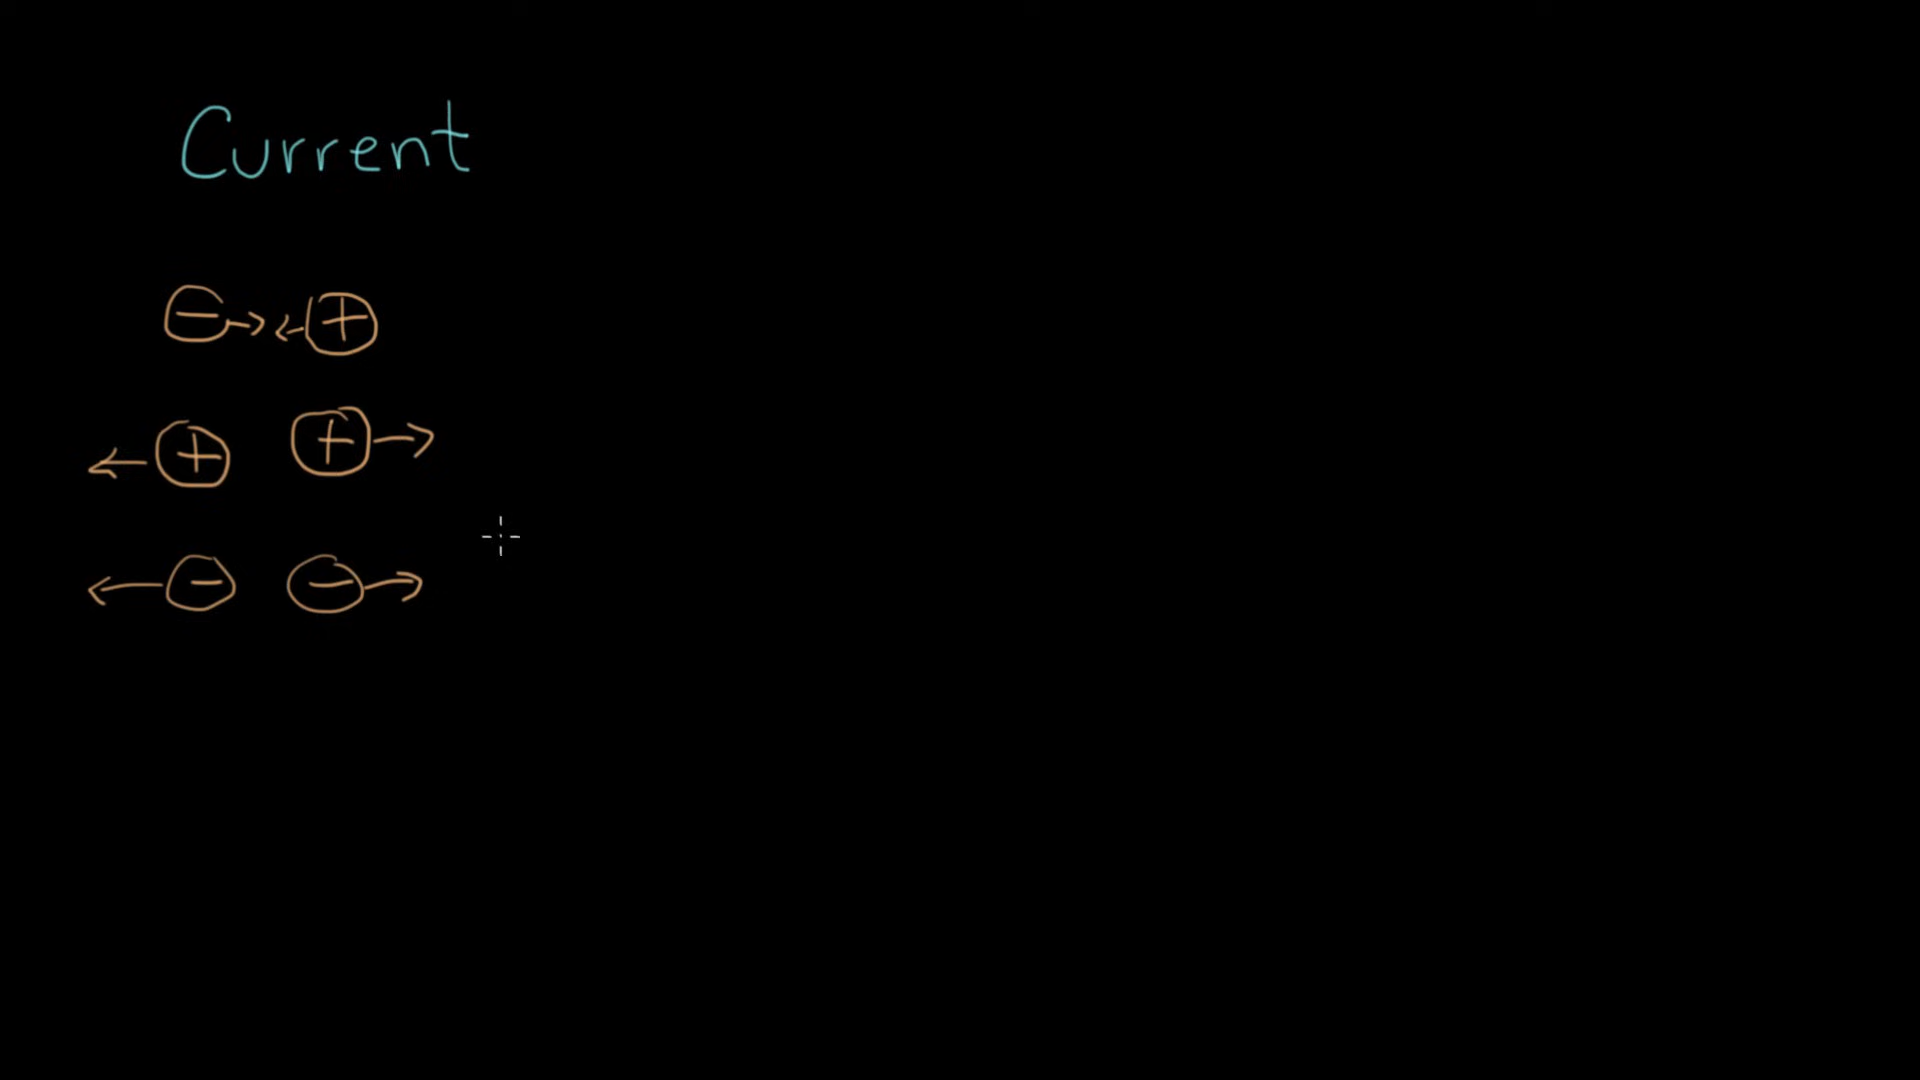 Current
- +
+ +
- -